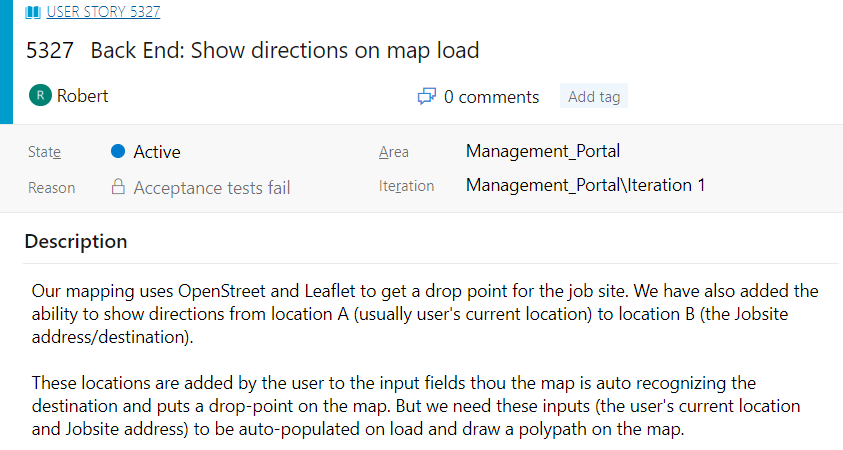 USER STORY 5327
5327 Back End: Show directions on map load
R Robert 0 comments Add tag
State Active Area Management_Portal
Reason Acceptance tests fail Iteration Management_Portal\Iteration 1
Description
Our mapping uses OpenStreet and Leaflet to get a drop point for the job site. We have also added the
ability to show directions from location A (usually user's current location) to location B (the Jobsite
address/destination).
These locations are added by the user to the input fields thou the map is auto recognizing the
destination and puts a drop-point on the map. But we need these inputs (the user's current location
and Jobsite address) to be auto-populated on load and draw a polypath on the map.